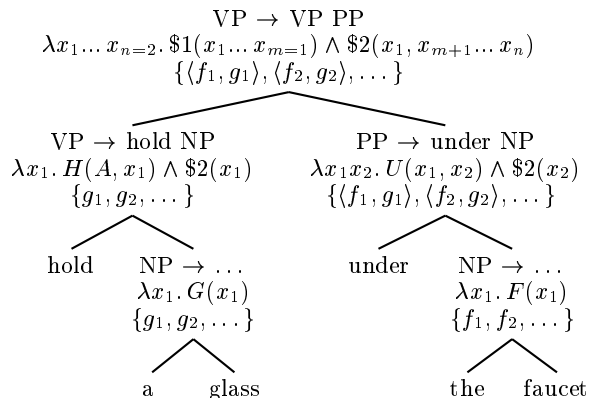 VP → VP PP
λx₁... xₙ₌₂. $1(x₁... xₘ₌₁) ∧ $2(x₁, xₘ₊₁... xₙ)
{⟨f₁, g₁⟩, ⟨f₂, g₂⟩, ...}
VP → hold NP PP → under NP
λx₁. H(A, x₁) ∧ $2(x₁) λx₁x₂. U(x₁, x₂) ∧ $2(x₂)
{g₁, g₂, ...} {⟨f₁, g₁⟩, ⟨f₂, g₂⟩, ...}
hold NP → ... under NP → ...
λx₁. G(x₁) λx₁. F(x₁)
{g₁, g₂, ...} {f₁, f₂, ...}
a glass the faucet